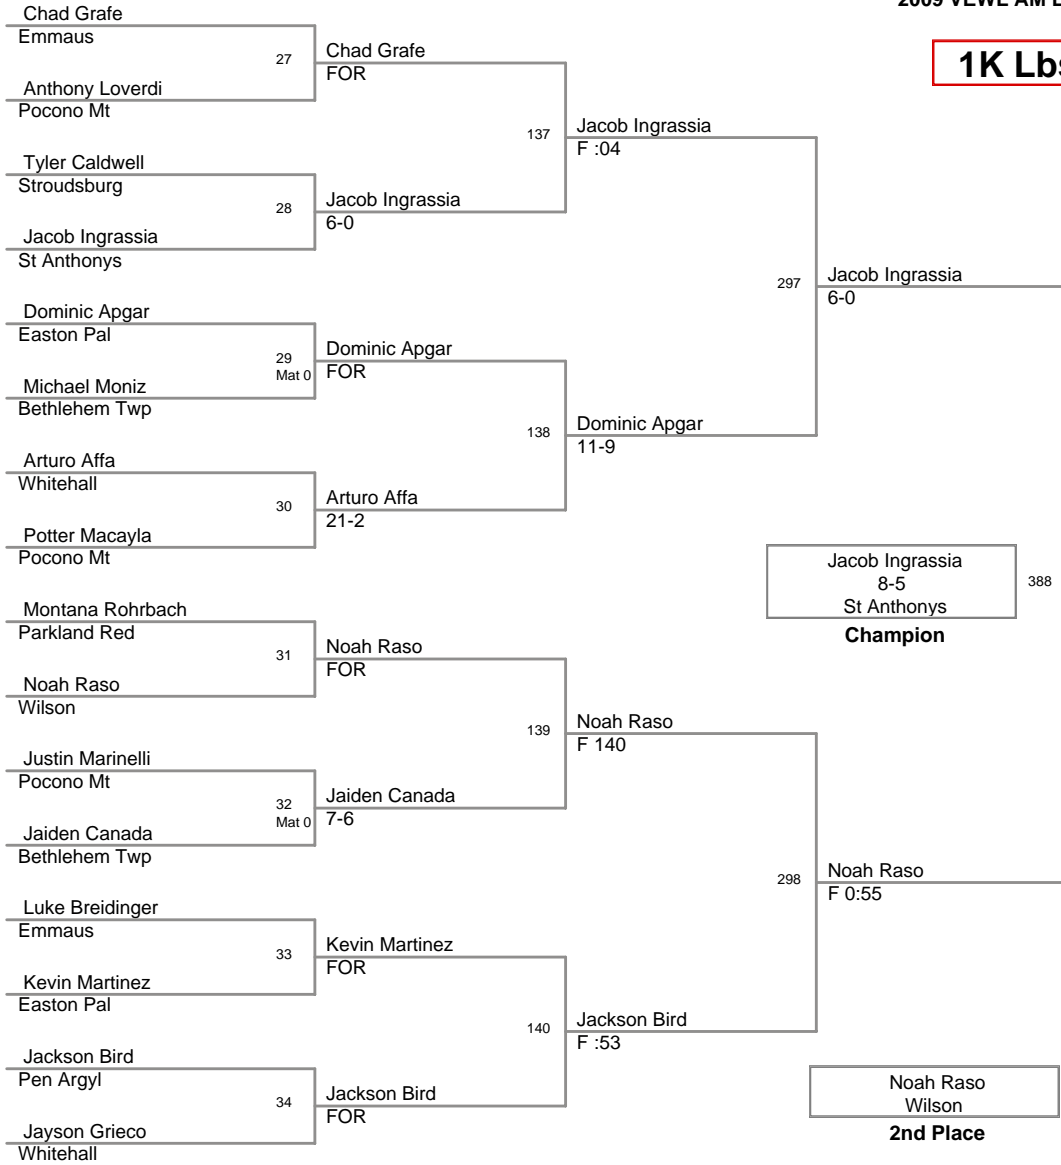 2009 VEWL AM
1K Lbs
Chad Grafe
Emmaus
27
Chad Grafe
FOR
Anthony Loverdi
Pocono Mt
137
Jacob Ingrassia
F :04
Tyler Caldwell
Stroudsburg
28
Jacob Ingrassia
6-0
Jacob Ingrassia
St Anthonys
297
Jacob Ingrassia
6-0
Dominic Apgar
Easton Pal
29
Mat 0
Dominic Apgar
FOR
Michael Moniz
Bethlehem Twp
138
Dominic Apgar
11-9
Arturo Affa
Whitehall
30
Arturo Affa
21-2
Potter Macayla
Pocono Mt
Jacob Ingrassia
8-5
St Anthonys
388
Champion
Montana Rohrbach
Parkland Red
31
Noah Raso
FOR
Noah Raso
Wilson
139
Noah Raso
F 140
Justin Marinelli
Pocono Mt
32
Mat 0
Jaiden Canada
7-6
Jaiden Canada
Bethlehem Twp
298
Noah Raso
F 0:55
Luke Breidinger
Emmaus
33
Kevin Martinez
FOR
Kevin Martinez
Easton Pal
140
Jackson Bird
F :53
Jackson Bird
Pen Argyl
34
Jackson Bird
FOR
Jayson Grieco
Whitehall
Noah Raso
Wilson
2nd Place